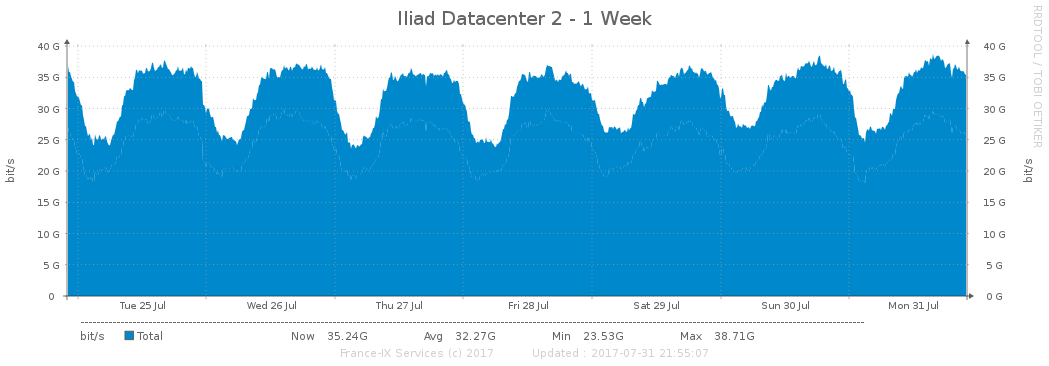 Iliad Datacenter 2 - 1 Week
RRDTOOL / TOBI OETIKER
40 G 40 G
35 G 35 G
30 G 30 G
25 G 25 G
20 G 20 G
15 G 15 G
10 G 10 G
5 G 5 G
0 0 G
bit/s bit/s
Tue 25 Jul Wed 26 Jul Thu 27 Jul Fri 28 Jul Sat 29 Jul Sun 30 Jul Mon 31 Jul
bit/s Total Now 35.24G Avg 32.27G Min 23.53G Max 38.71G
France-IX Services (c) 2017 Updated : 2017-07-31 21:55:07